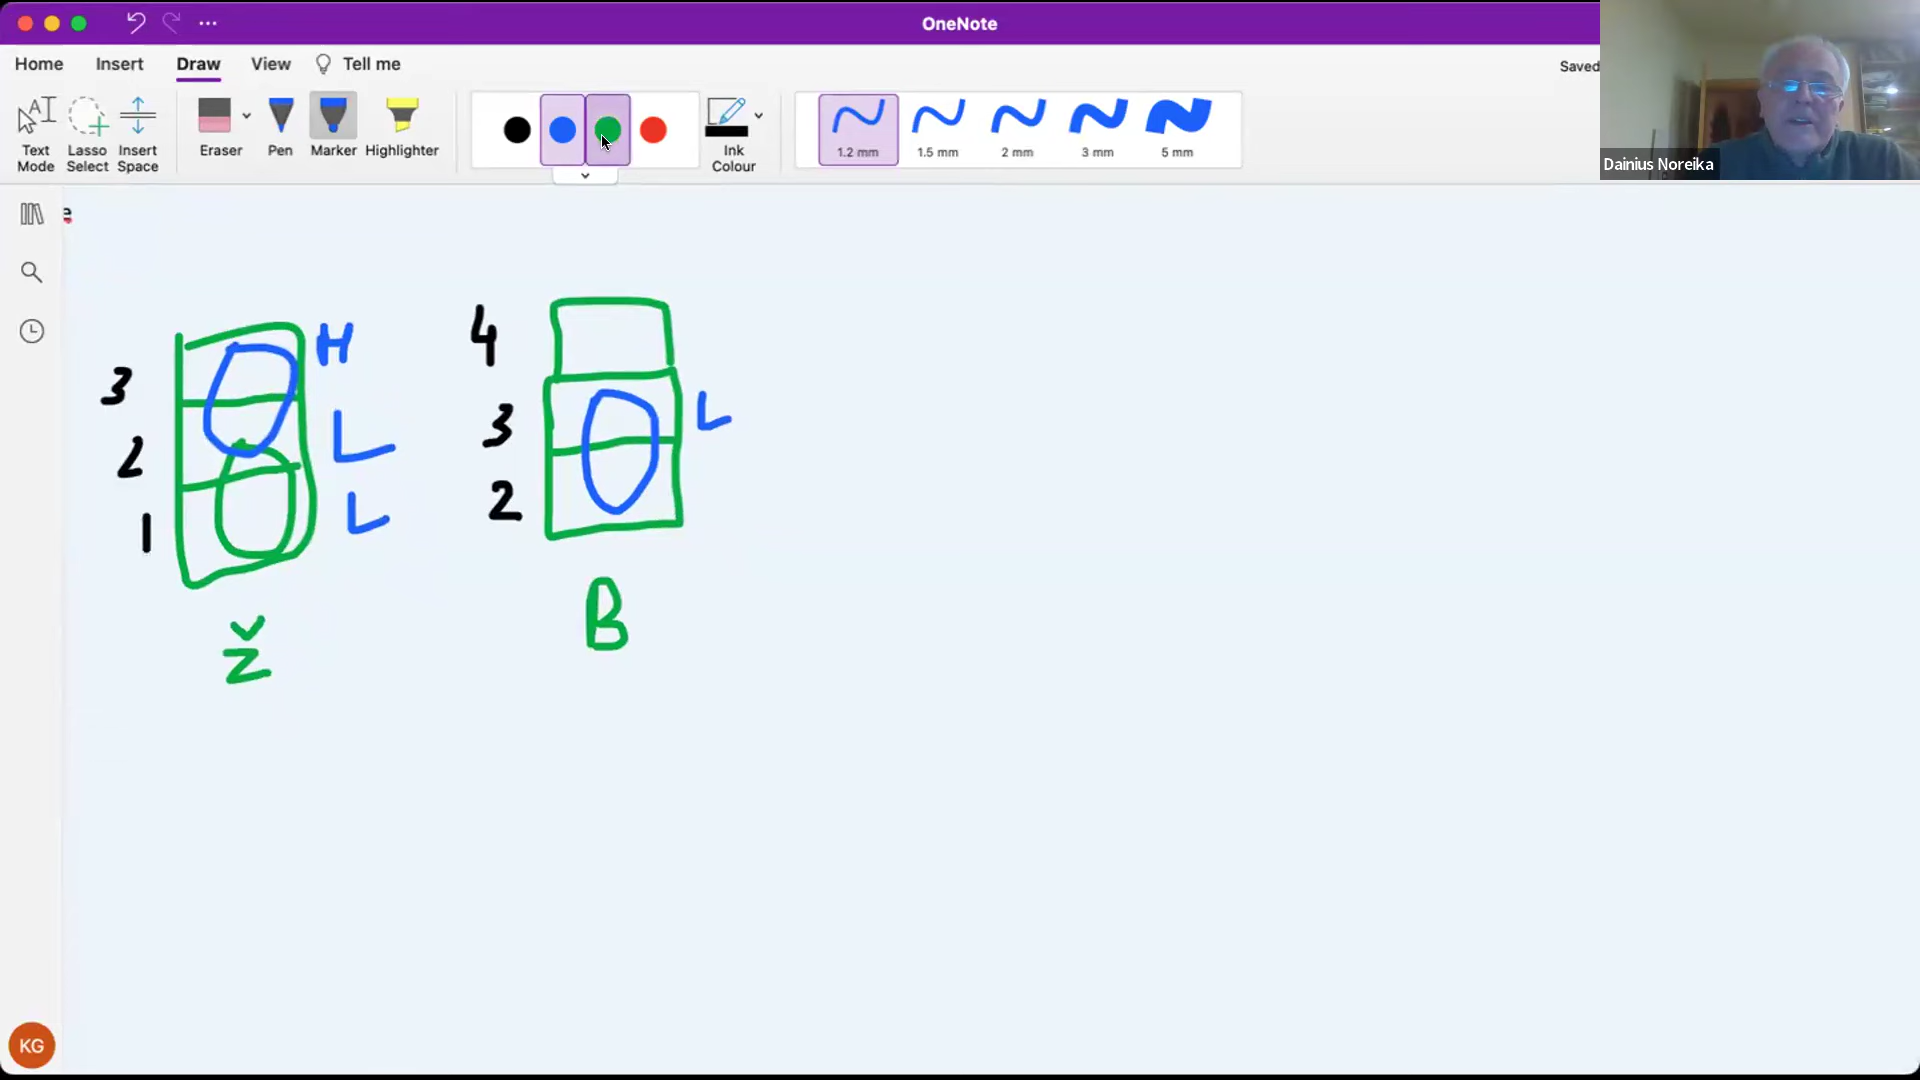 OneNote
Home Insert Draw View Tell me
Saved
Text Mode
Lasso Select
Insert Space
Eraser
Pen
Marker
Highlighter
Ink Colour
1.2 mm
1.5 mm
2 mm
3 mm
5 mm
Dainius Noreika
e
3 H
2 L
1 L
Ž
4
3 L
2
B
KG